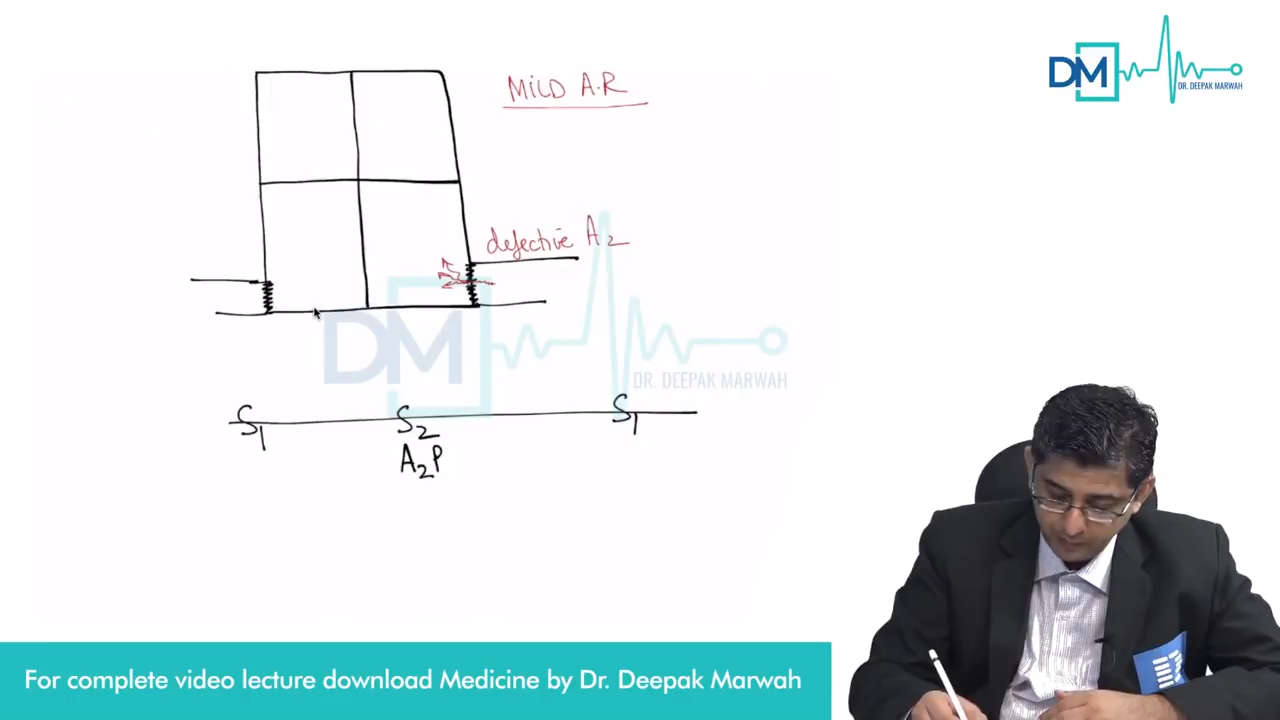 MILD A.R
DM
DR. DEEPAK MARWAH
defective A2
DM
DR. DEEPAK MARWAH
S1 S2 S1
A2P
For complete video lecture download Medicine by Dr. Deepak Marwah